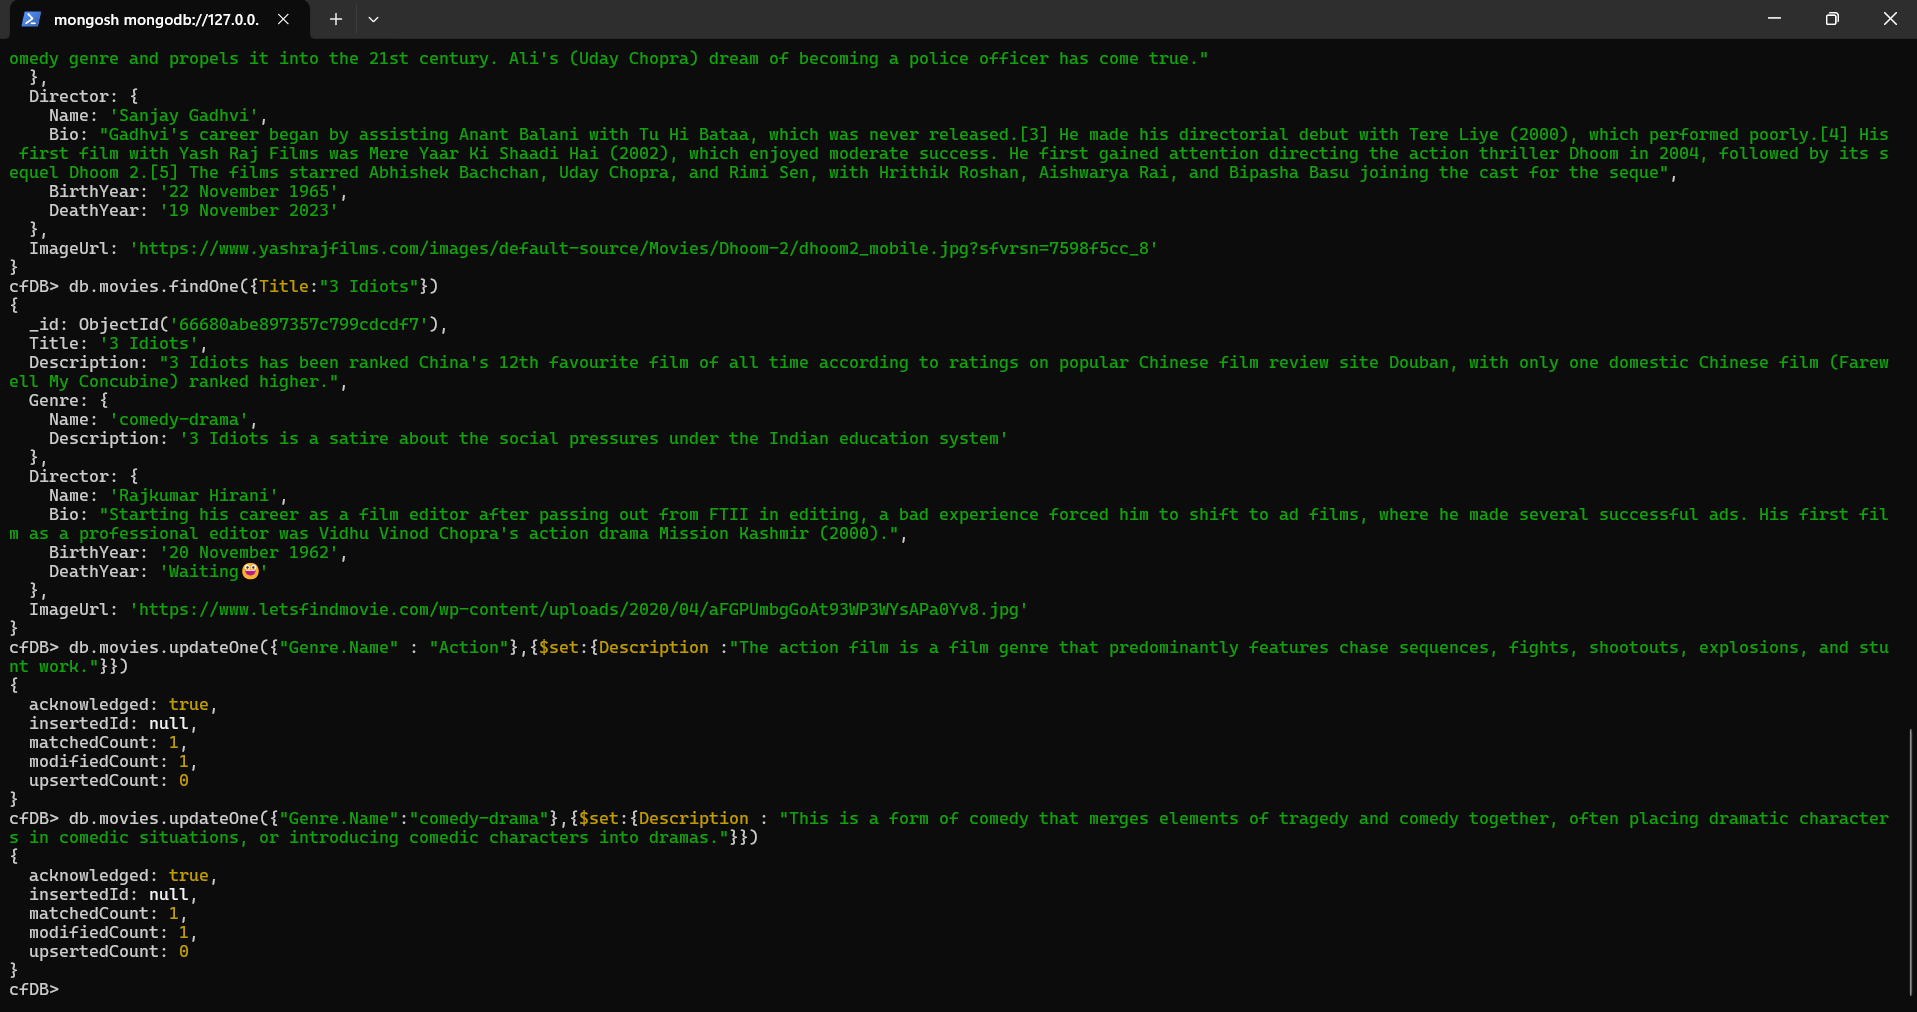 mongosh mongodb://127.0.0.
omedy genre and propels it into the 21st century. Ali's (Uday Chopra) dream of becoming a police officer has come true."
  },
  Director: {
    Name: 'Sanjay Gadhvi',
    Bio: "Gadhvi's career began by assisting Anant Balani with Tu Hi Bataa, which was never released.[3] He made his directorial debut with Tere Liye (2000), which performed poorly.[4] His
 first film with Yash Raj Films was Mere Yaar Ki Shaadi Hai (2002), which enjoyed moderate success. He first gained attention directing the action thriller Dhoom in 2004, followed by its s
equel Dhoom 2.[5] The films starred Abhishek Bachchan, Uday Chopra, and Rimi Sen, with Hrithik Roshan, Aishwarya Rai, and Bipasha Basu joining the cast for the seque",
    BirthYear: '22 November 1965',
    DeathYear: '19 November 2023'
  },
  ImageUrl: 'https://www.yashrajfilms.com/images/default-source/Movies/Dhoom-2/dhoom2_mobile.jpg?sfvrsn=7598f5cc_8'
}
cfDB> db.movies.findOne({Title:"3 Idiots"})
{
  _id: ObjectId('66680abe897357c799cdcdf7'),
  Title: '3 Idiots',
  Description: "3 Idiots has been ranked China's 12th favourite film of all time according to ratings on popular Chinese film review site Douban, with only one domestic Chinese film (Farew
ell My Concubine) ranked higher.",
  Genre: {
    Name: 'comedy-drama',
    Description: '3 Idiots is a satire about the social pressures under the Indian education system'
  },
  Director: {
    Name: 'Rajkumar Hirani',
    Bio: "Starting his career as a film editor after passing out from FTII in editing, a bad experience forced him to shift to ad films, where he made several successful ads. His first fil
m as a professional editor was Vidhu Vinod Chopra's action drama Mission Kashmir (2000).",
    BirthYear: '20 November 1962',
    DeathYear: 'Waiting😀'
  },
  ImageUrl: 'https://www.letsfindmovie.com/wp-content/uploads/2020/04/aFGPUmbgGoAt93WP3WYsAPa0Yv8.jpg'
}
cfDB> db.movies.updateOne({"Genre.Name" : "Action"},{$set:{Description :"The action film is a film genre that predominantly features chase sequences, fights, shootouts, explosions, and stu
nt work."}})
{
  acknowledged: true,
  insertedId: null,
  matchedCount: 1,
  modifiedCount: 1,
  upsertedCount: 0
}
cfDB> db.movies.updateOne({"Genre.Name":"comedy-drama"},{$set:{Description : "This is a form of comedy that merges elements of tragedy and comedy together, often placing dramatic character
s in comedic situations, or introducing comedic characters into dramas."}})
{
  acknowledged: true,
  insertedId: null,
  matchedCount: 1,
  modifiedCount: 1,
  upsertedCount: 0
}
cfDB>